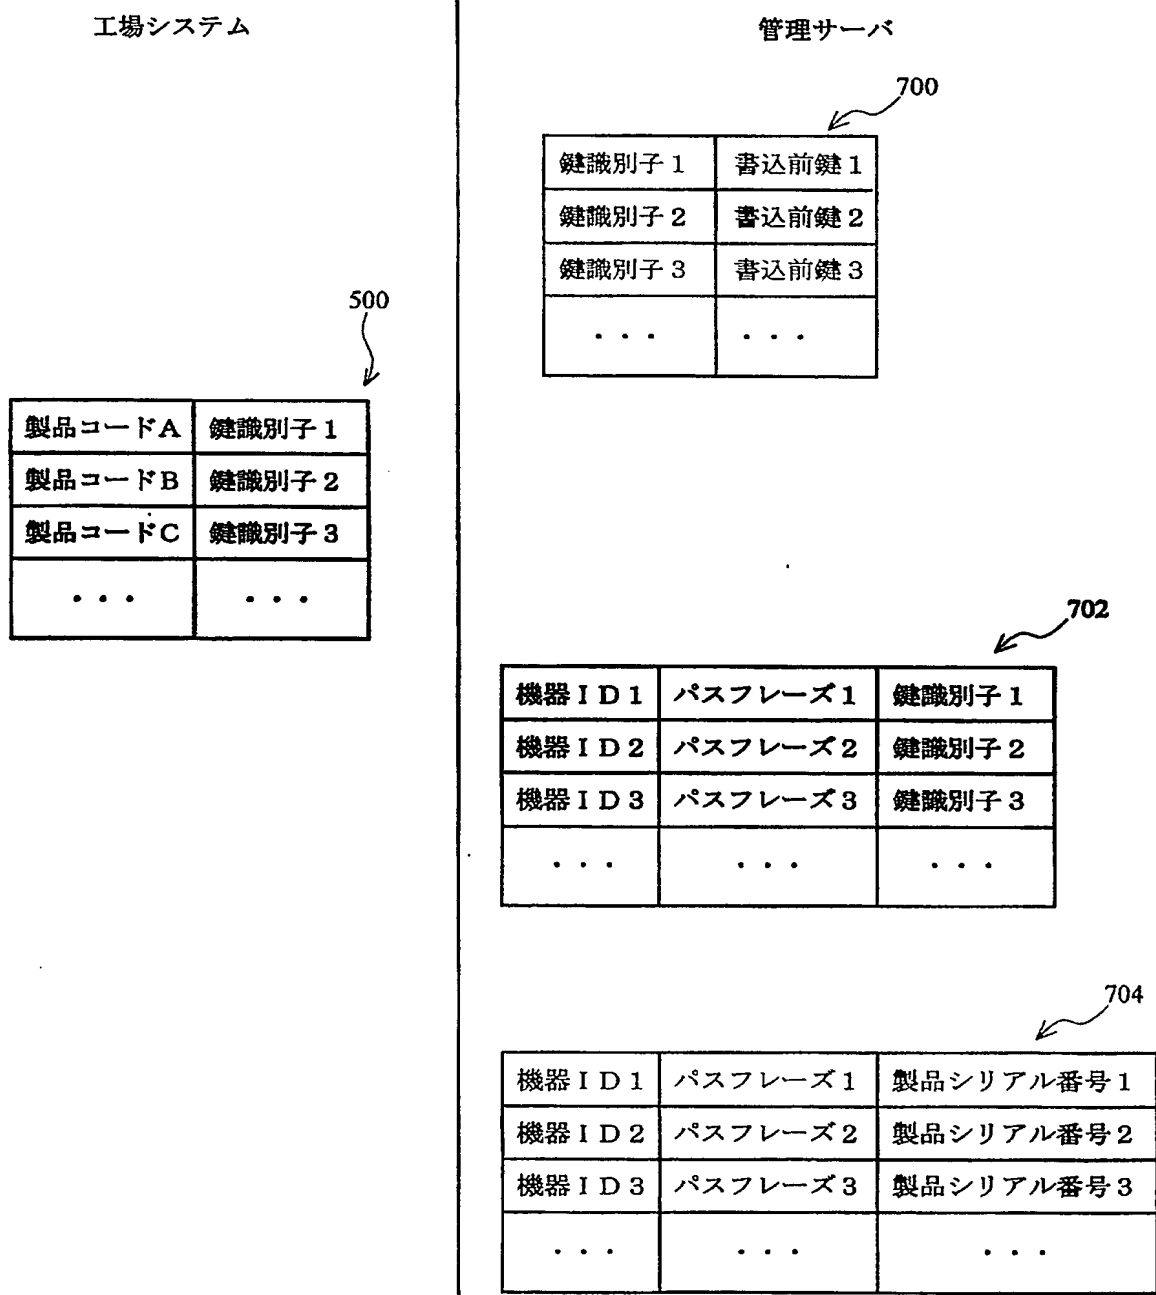 工場システム
管理サーバ
700
鍵識別子1 書込前鍵1
鍵識別子2 書込前鍵2
鍵識別子3 書込前鍵3
・・・ ・・・
500
製品コードA 鍵識別子1
製品コードB 鍵識別子2
製品コードC 鍵識別子3
・・・ ・・・
702
機器ID1 パスフレーズ1 鍵識別子1
機器ID2 パスフレーズ2 鍵識別子2
機器ID3 パスフレーズ3 鍵識別子3
・・・ ・・・ ・・・
704
機器ID1 パスフレーズ1 製品シリアル番号1
機器ID2 パスフレーズ2 製品シリアル番号2
機器ID3 パスフレーズ3 製品シリアル番号3
・・・ ・・・ ・・・